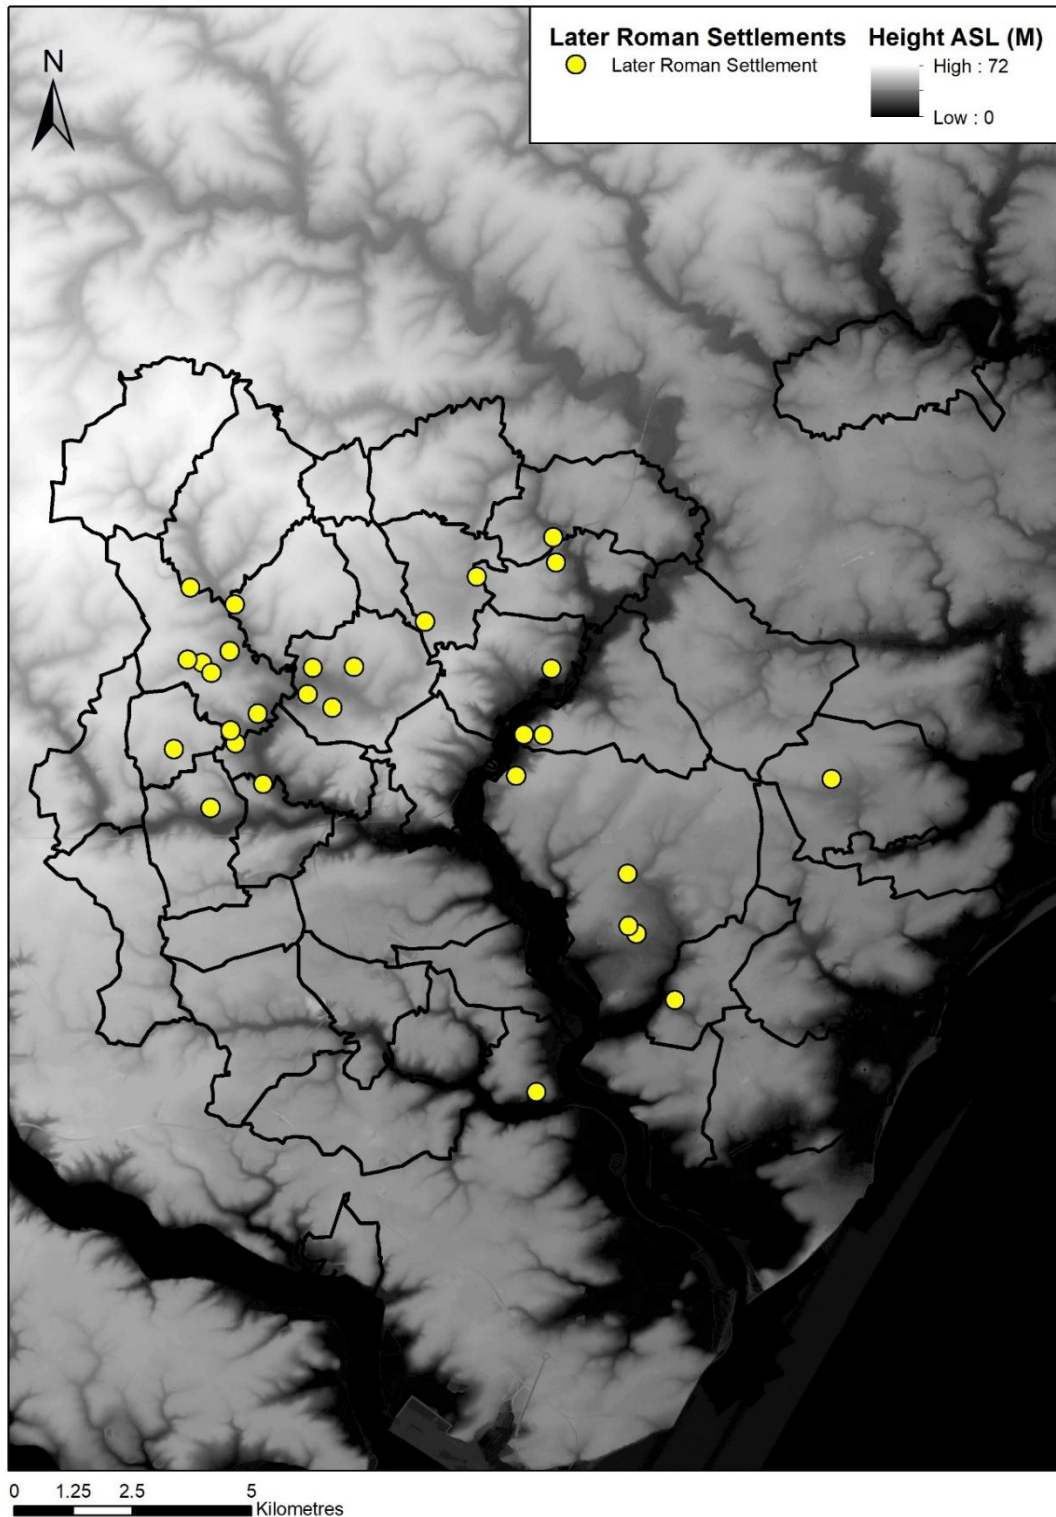 Later Roman Settlements
Later Roman Settlement
Height ASL (M)
High : 72
Low : 0
N
0 1.25 2.5 5
Kilometres